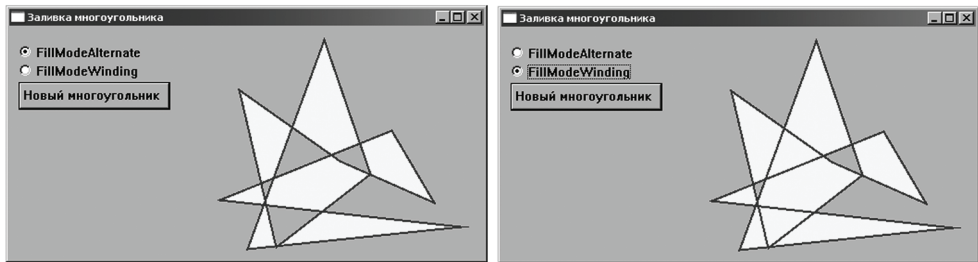 Заливка многоугольника
FillModeAlternate
FillModeWinding
Новый многоугольник
Заливка многоугольника
FillModeAlternate
FillModeWinding
Новый многоугольник